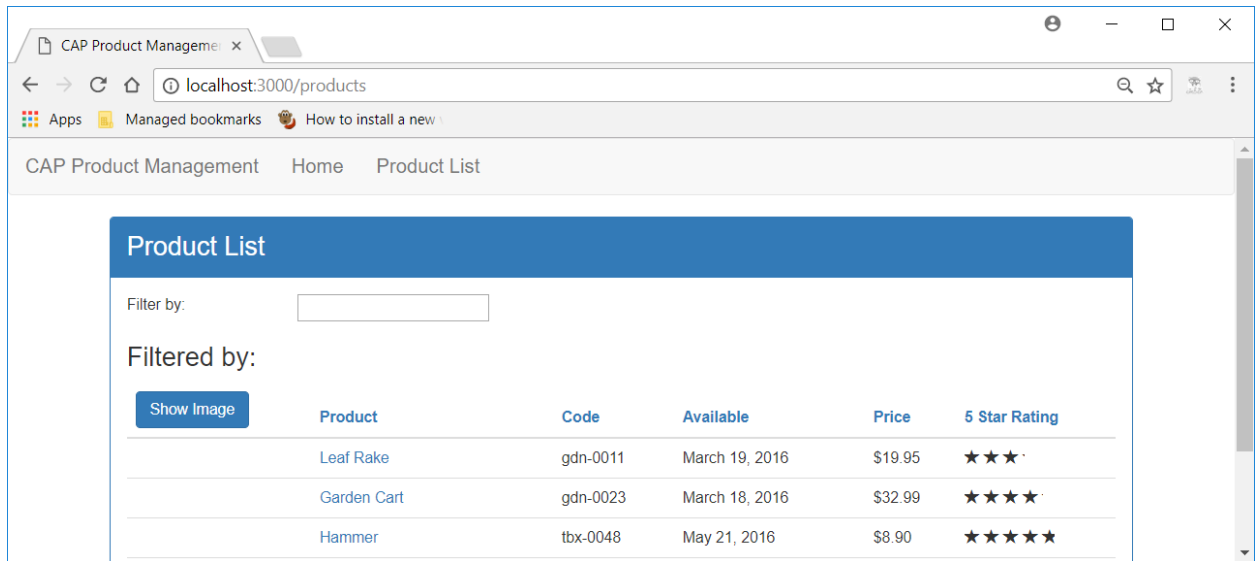 CAP Product Manageme
localhost:3000/products
Apps Managed bookmarks How to install a new
CAP Product Management Home Product List
Product List
Filter by:
Filtered by:
Show Image Product Code Available Price 5 Star Rating
Leaf Rake gdn-0011 March 19, 2016 $19.95
Garden Cart gdn-0023 March 18, 2016 $32.99
Hammer tbx-0048 May 21, 2016 $8.90